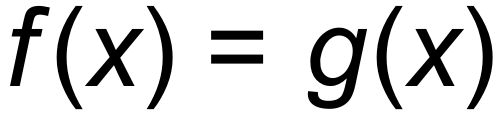 f(x) = g(x)